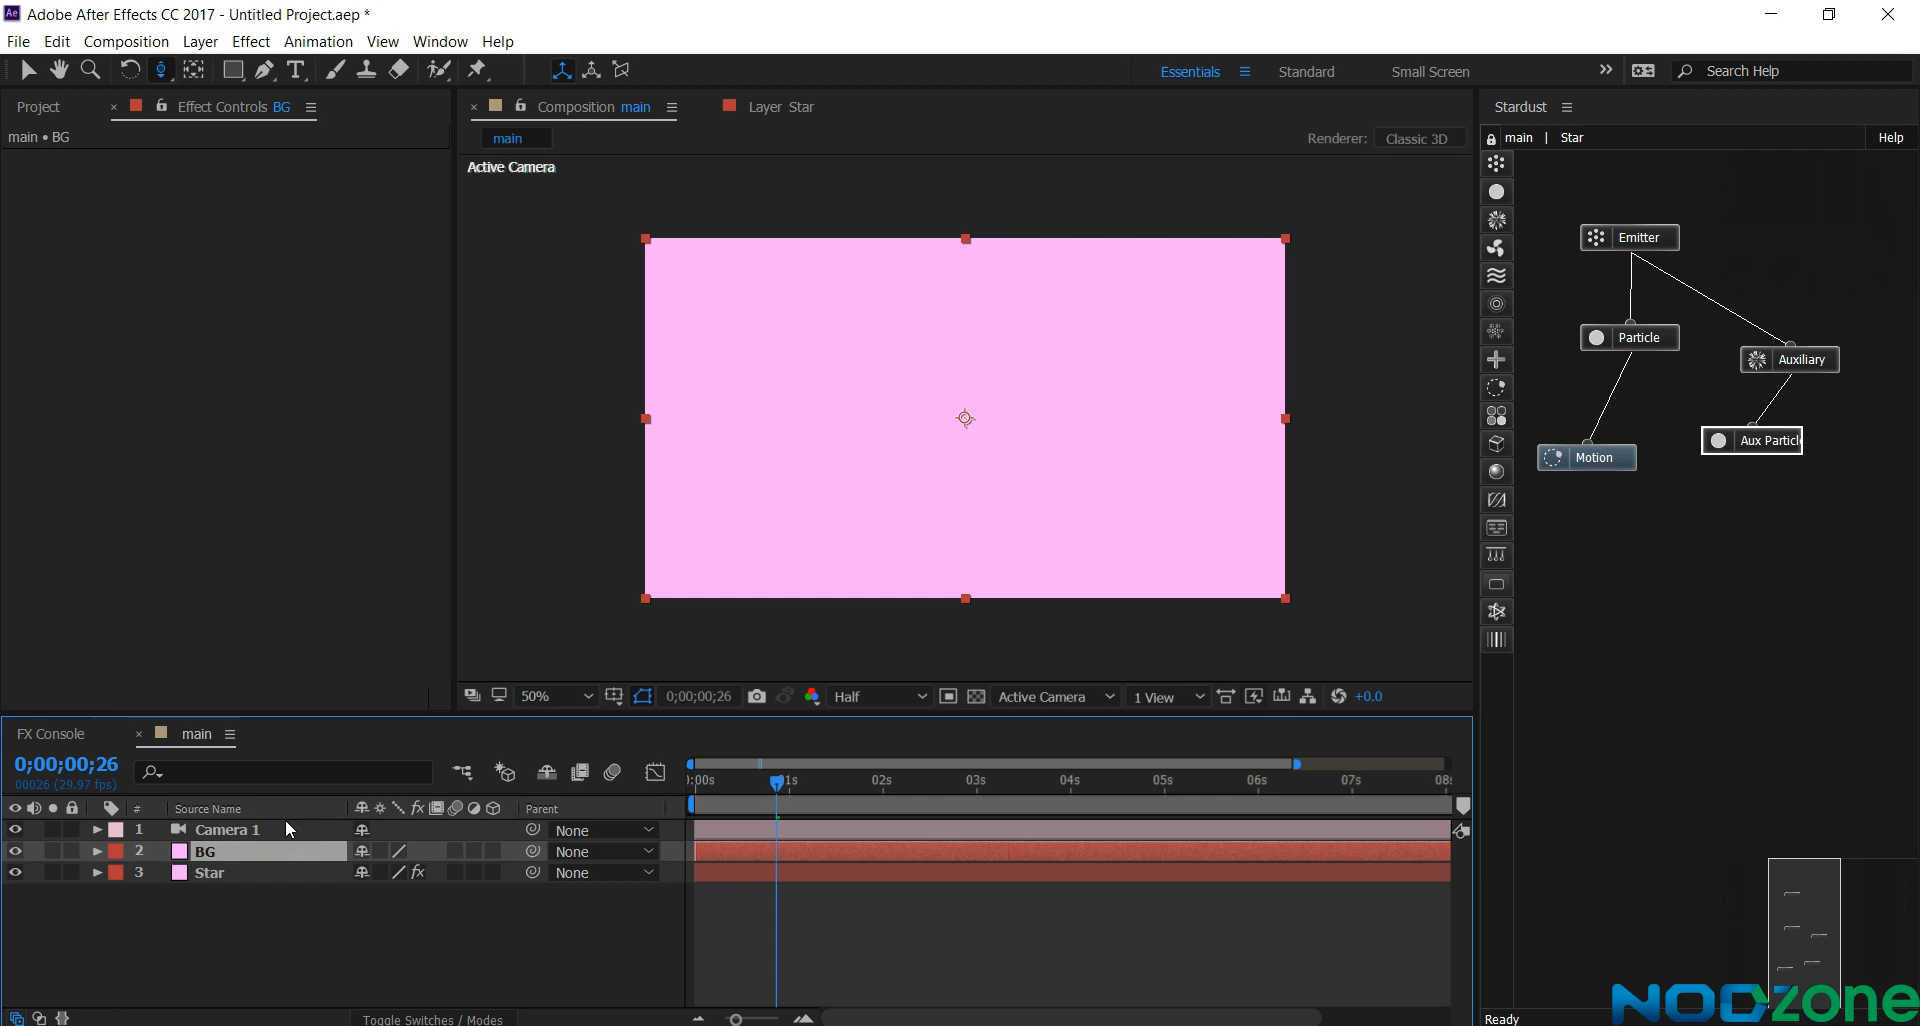 Ae Adobe After Effects CC 2017 - Untitled Project.aep *
File Edit Composition Layer Effect Animation View Window Help
Essentials Standard Small Screen Search Help
Project Effect Controls BG Composition main Layer Star Stardust
main • BG main Renderer: Classic 3D main | Star Help
Active Camera
Emitter
Particle
Auxiliary
Aux Particl
Motion
50% 0;00;00;26 Half Active Camera 1 View +0.0
FX Console main
0;00;00;26
00026 (29.97 fps)
):00s 01s 02s 03s 04s 05s 06s 07s 08s
# Source Name fx Parent
1 Camera 1 None
2 BG None
3 Star fx None
Toggle Switches / Modes
Ready
NODzone